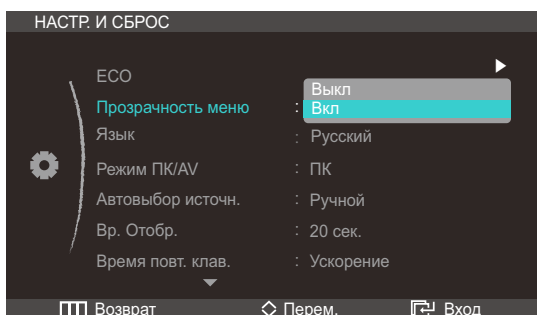 НАСТР. И СБРОС
ECO
Выкл
Прозрачность меню : Вкл
Язык : Русский
Режим ПК/AV : ПК
Автовыбор источн. : Ручной
Вр. Отобр. : 20 сек.
Время повт. клав. : Ускорение
Возврат Перем. Вход